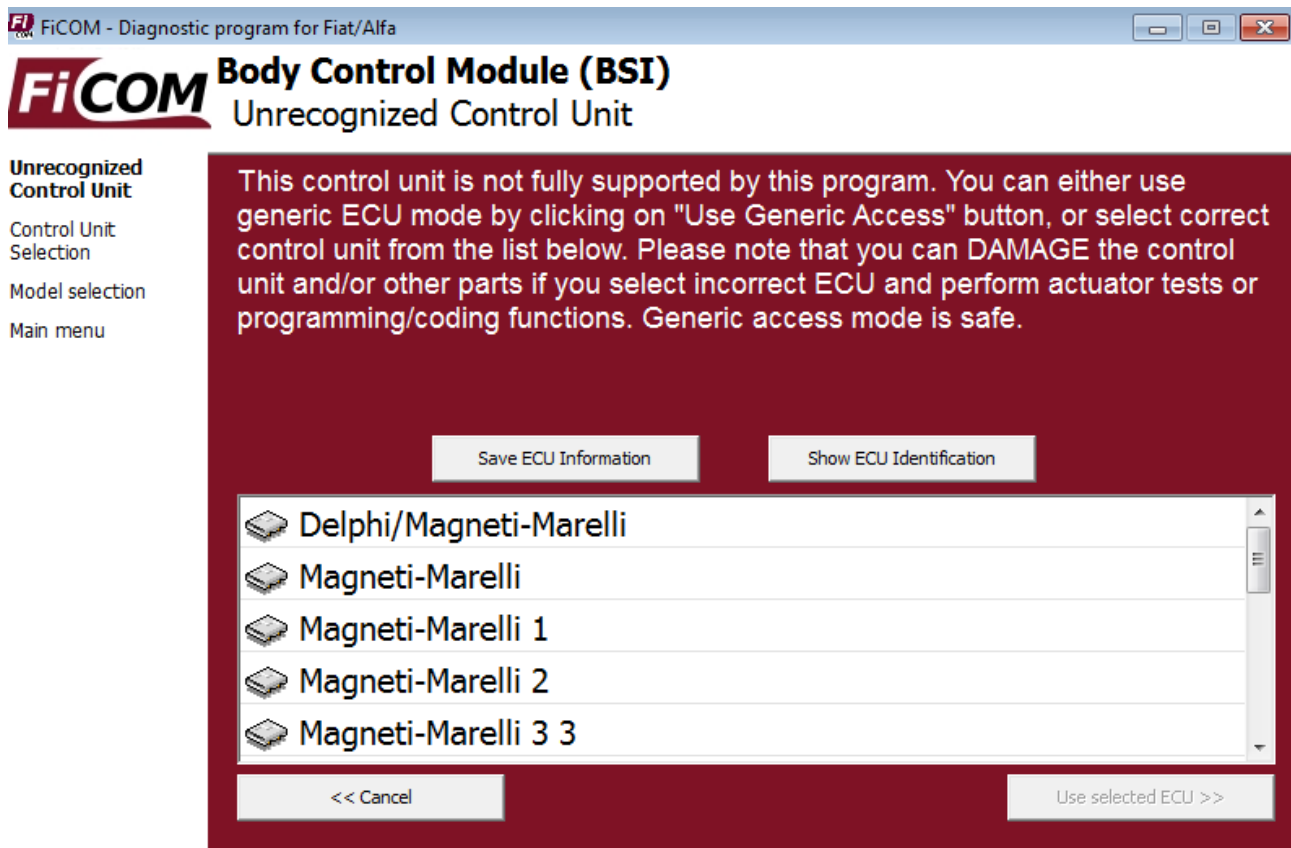 FiCOM - Diagnostic program for Fiat/Alfa
FiCOM
Body Control Module (BSI)
Unrecognized Control Unit
Unrecognized
Control Unit
Control Unit
Selection
Model selection
Main menu
This control unit is not fully supported by this program. You can either use
generic ECU mode by clicking on "Use Generic Access" button, or select correct
control unit from the list below. Please note that you can DAMAGE the control
unit and/or other parts if you select incorrect ECU and perform actuator tests or
programming/coding functions. Generic access mode is safe.
Save ECU Information
Show ECU Identification
Delphi/Magneti-Marelli
Magneti-Marelli
Magneti-Marelli 1
Magneti-Marelli 2
Magneti-Marelli 3 3
<< Cancel
Use selected ECU >>